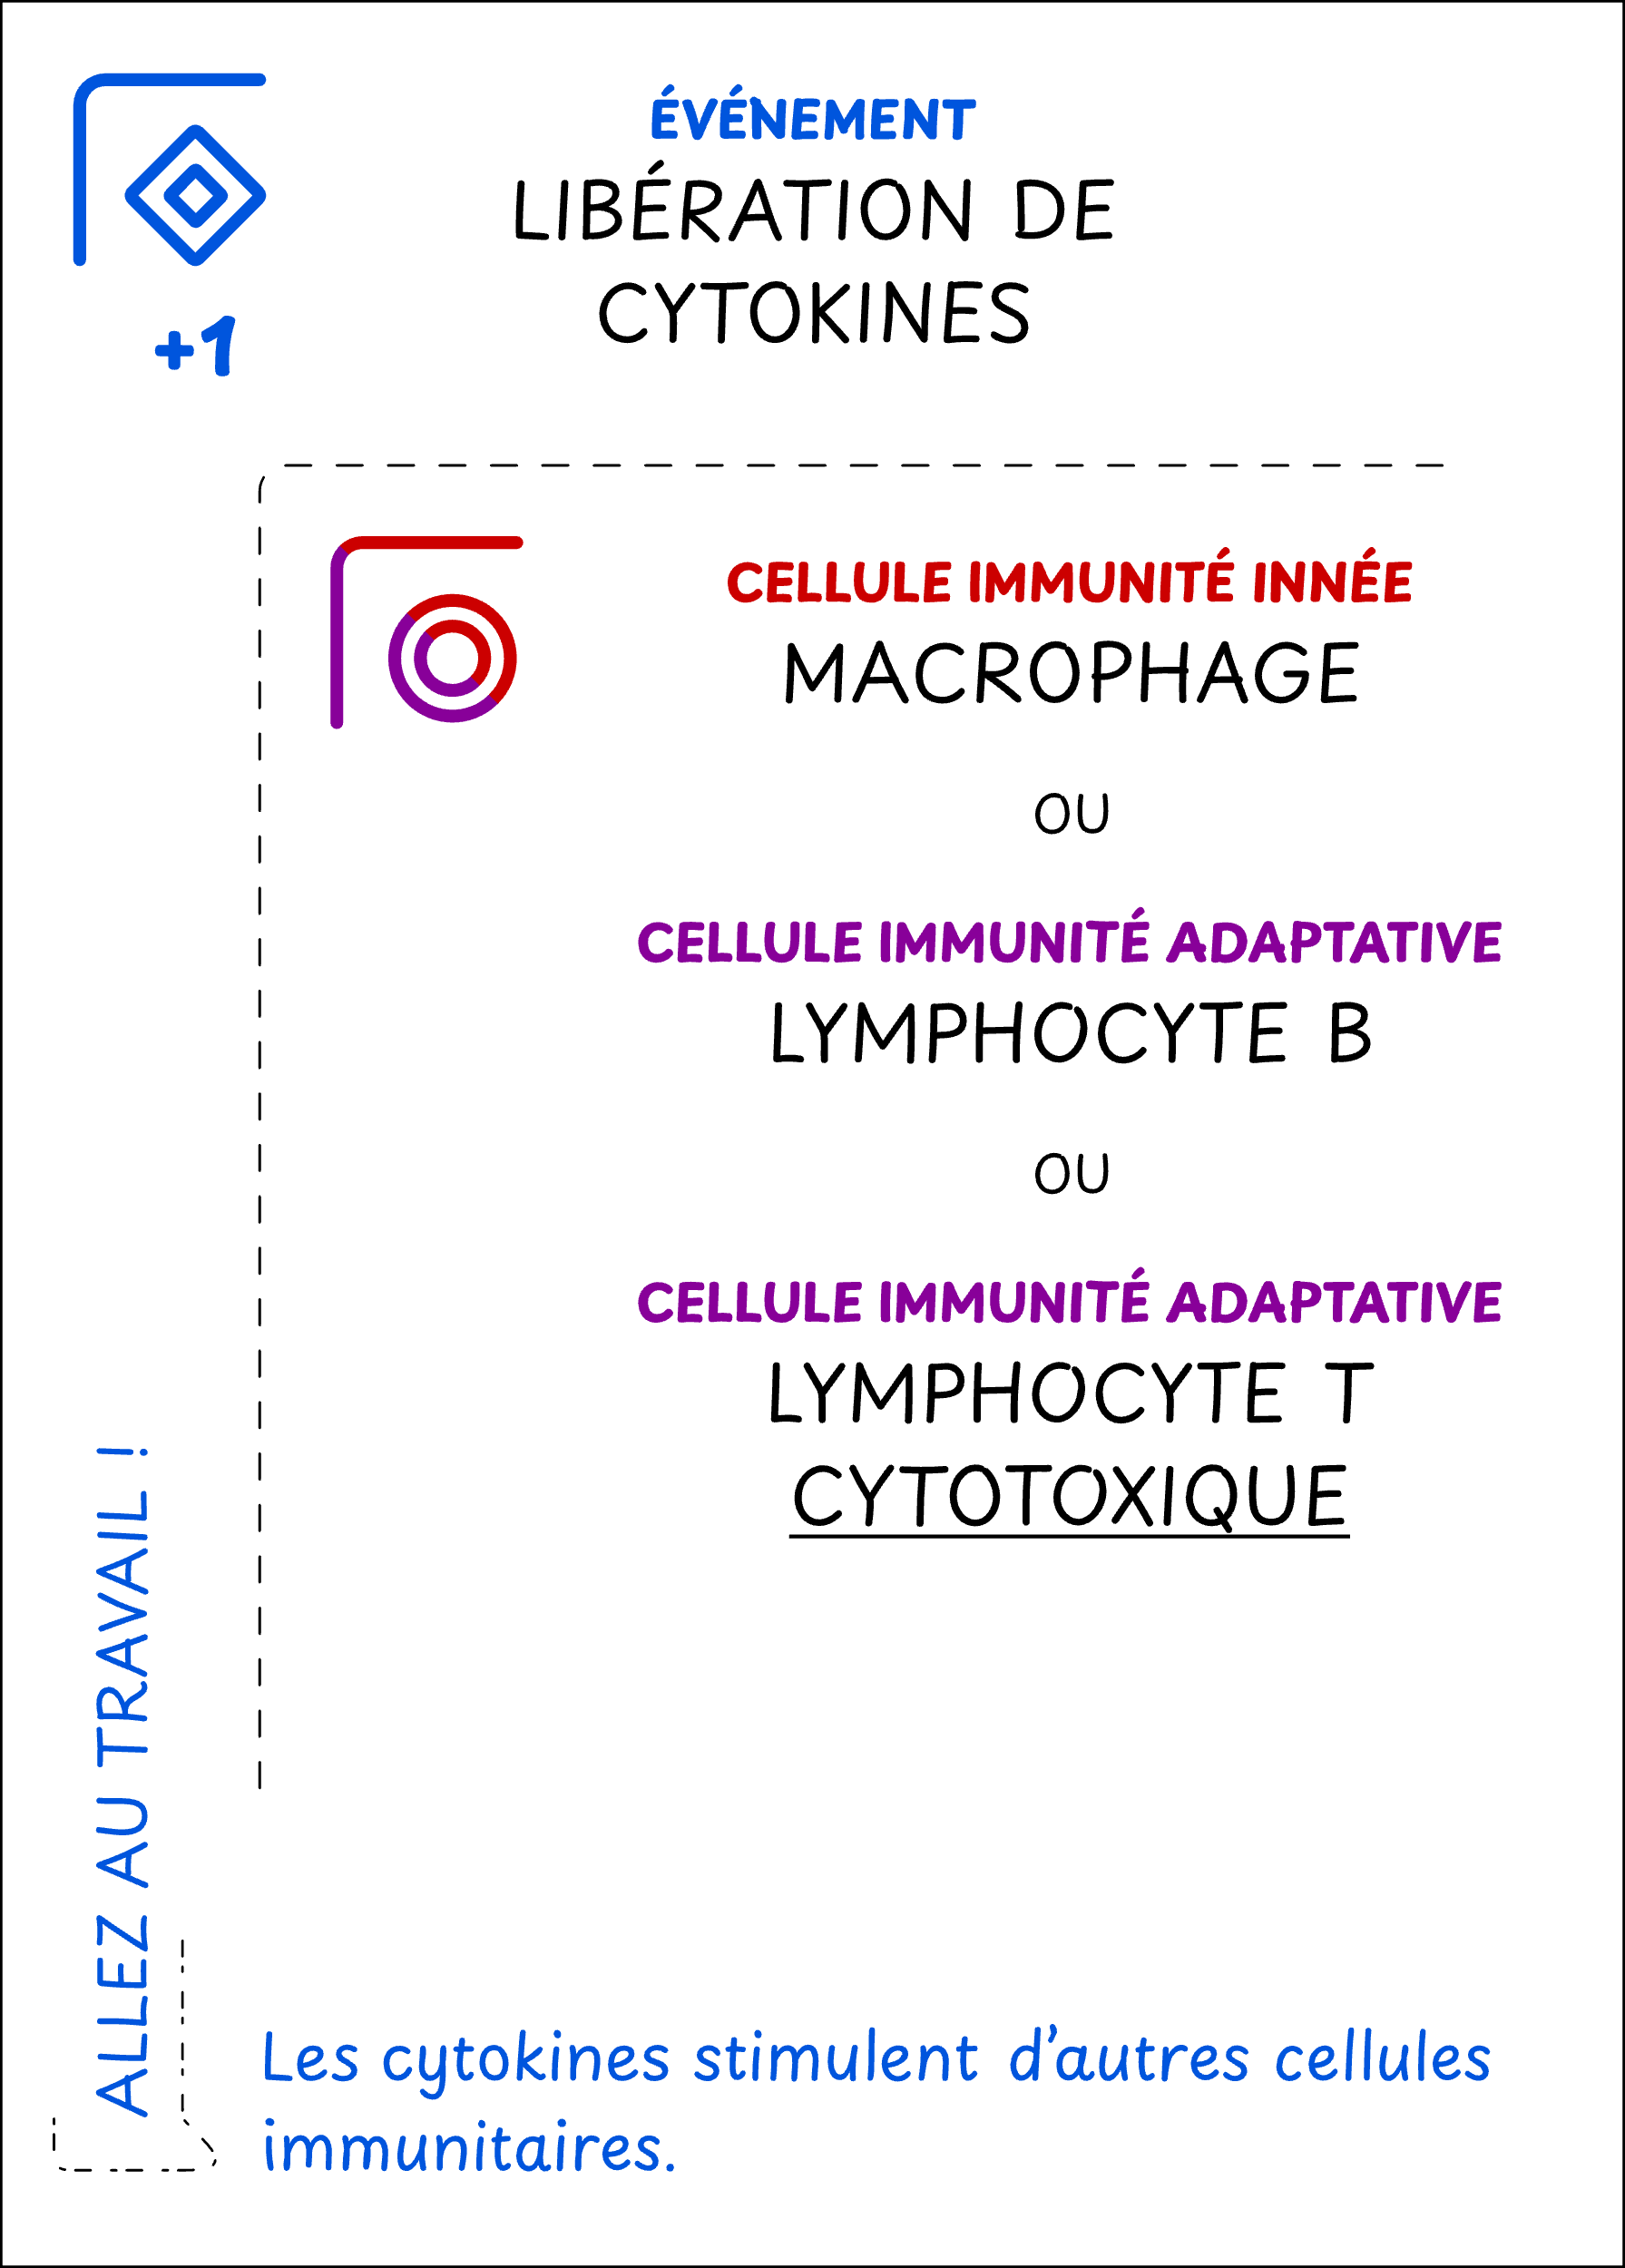 ÉVÉNEMENT
LIBÉRATION DE
CYTOKINES
+1
CELLULE IMMUNITÉ INNÉE
MACROPHAGE
OU
CELLULE IMMUNITÉ ADAPTATIVE
LYMPHOCYTE B
OU
CELLULE IMMUNITÉ ADAPTATIVE
LYMPHOCYTE T
CYTOTOXIQUE
ALLEZ AU TRAVAIL !
Les cytokines stimulent d’autres cellules
immunitaires.